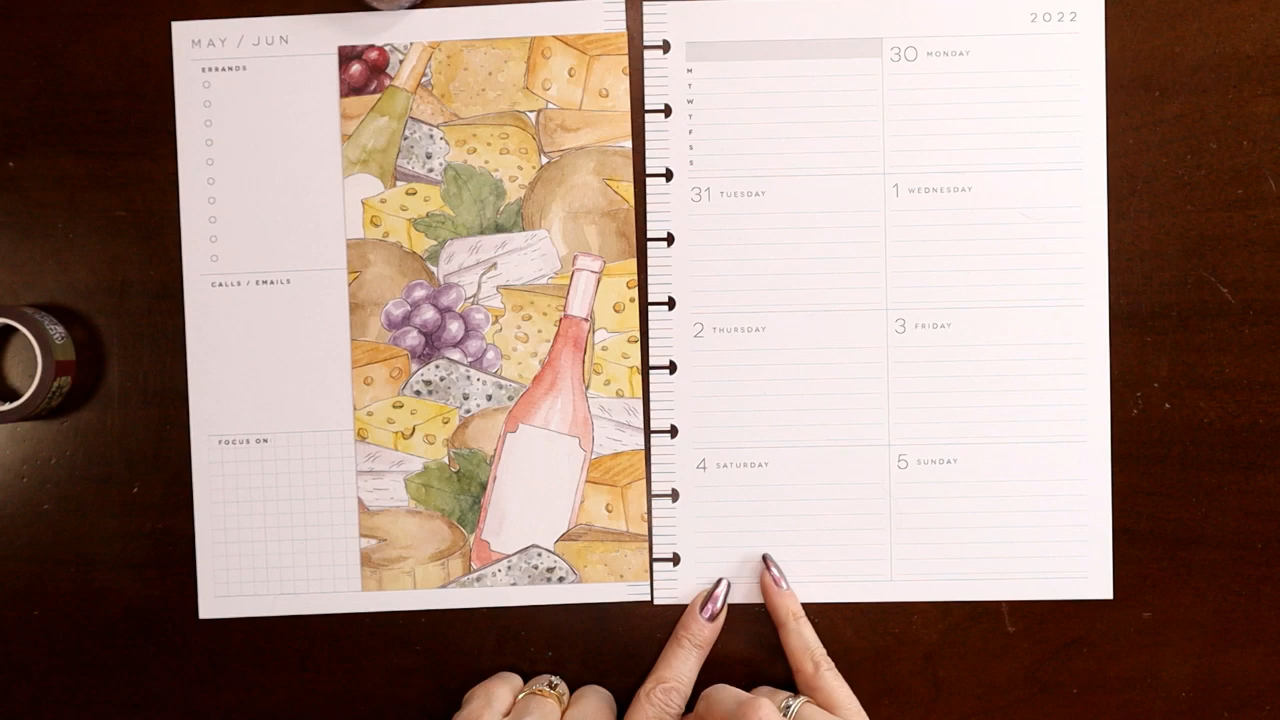 MAY / JUN
ERRANDS
CALLS / EMAILS
FOCUS ON
2022
M
T
W
T
F
S
S
30 MONDAY
31 TUESDAY
1 WEDNESDAY
2 THURSDAY
3 FRIDAY
4 SATURDAY
5 SUNDAY